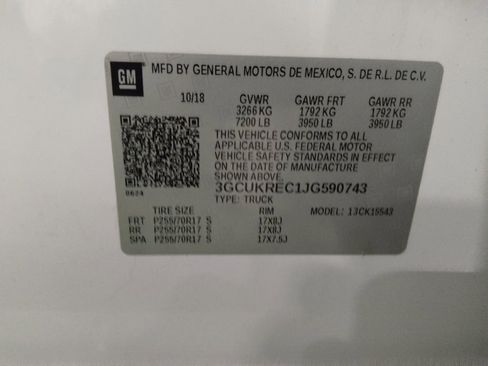 GM
MFD BY GENERAL MOTORS DE MEXICO, S. DE R.L. DE C.V.
10/18 GVWR GAWR FRT GAWR RR
3266 KG 1792 KG 1792 KG
7200 LB 3950 LB 3950 LB
THIS VEHICLE CONFORMS TO ALL
APPLICABLE U.S. FEDERAL MOTOR
VEHICLE SAFETY STANDARDS IN EFFECT
ON THE DATE OF MANUFACTURE
SHOWN ABOVE.
3GCUKREC1JG590743
0624 TYPE: TRUCK
TIRE SIZE RIM MODEL: 13CK15543
FRT P255/70R17 S 17X8J
RR P255/70R17 S 17X8J
SPA P255/70R17 S 17X7.5J